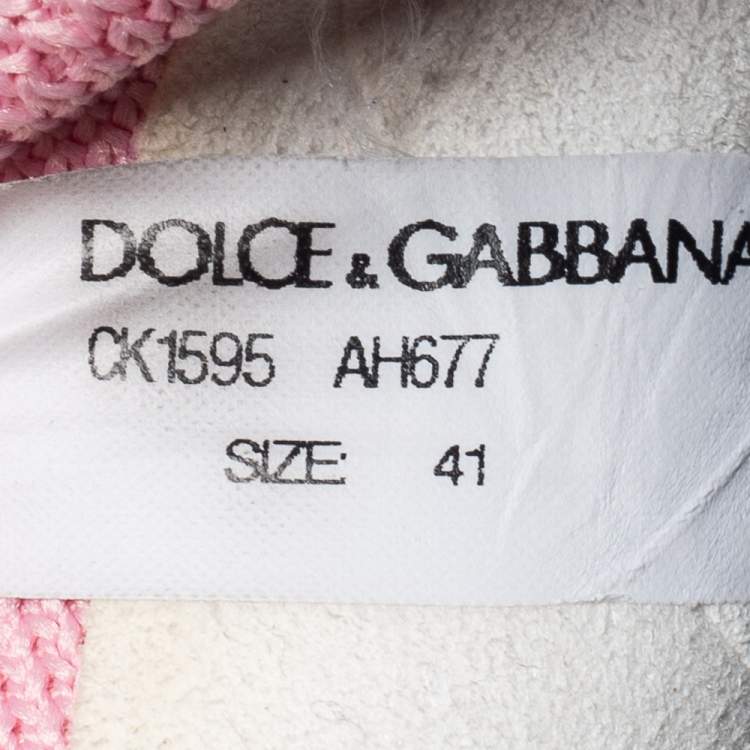 DOLCE & GABBANA
CK1595 AH677
SIZE: 41